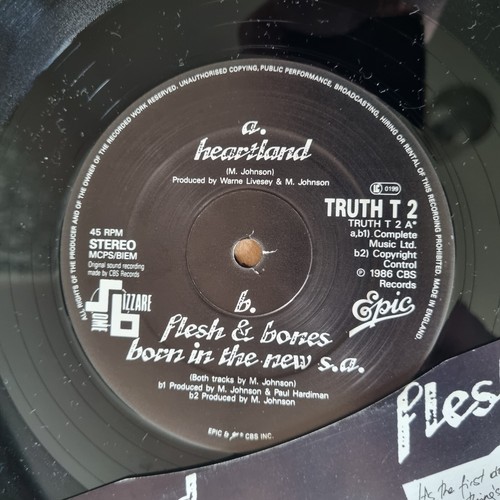 ALL RIGHTS OF THE PRODUCER AND OF THE OWNER OF THE RECORDED WORK RESERVED. UNAUTHORISED COPYING, PUBLIC PERFORMANCE, BROADCASTING, HIRING OR RENTAL OF THIS RECORDING PROHIBITED. MADE IN ENGLAND.
a.
heartland
(M. Johnson)
Produced by Warne Livesey & M. Johnson
0199
TRUTH T 2
TRUTH T 2 A*
a,b1) Complete
Music Ltd.
b2) Copyright
Control
℗ 1986 CBS
Records
Epic
45 RPM
STEREO
MCPS/BIEM
Original sound recording
made by CBS Records
SOME
BIZZARE
b.
flesh & bones
born in the new s.a.
(Both tracks by M. Johnson)
b1 Produced by M. Johnson & Paul Hardiman
b2 Produced by M. Johnson
EPIC & CBS INC.
fles
the first